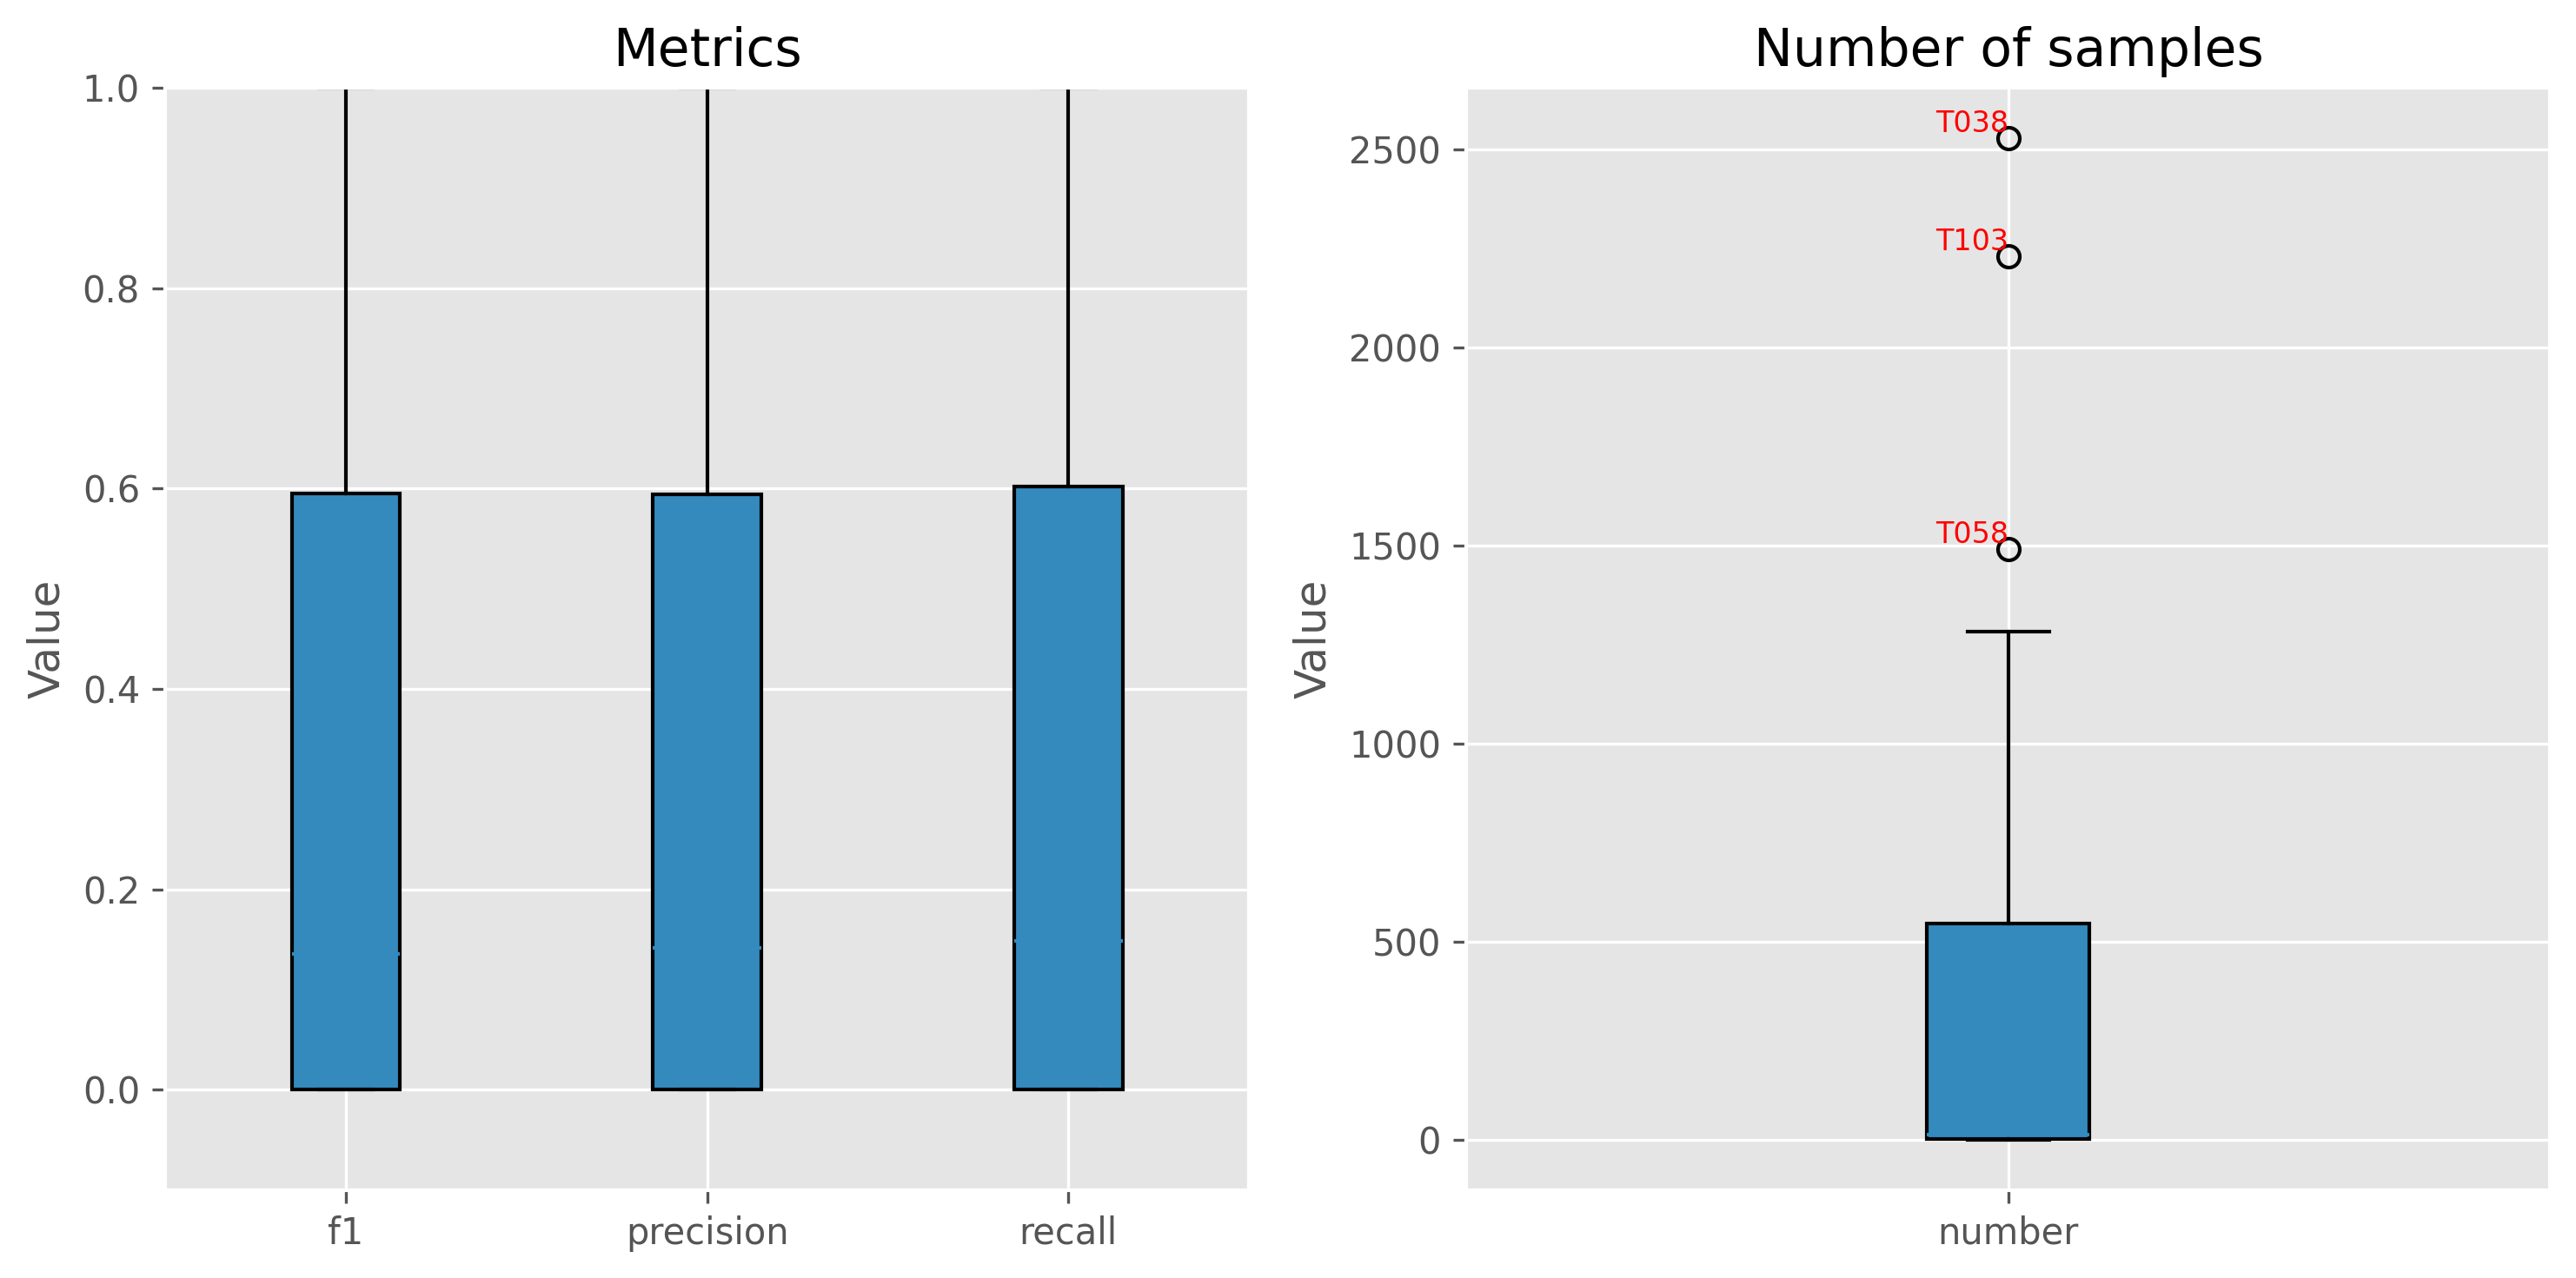 Metrics
1.0
0.8
0.6
0.4
0.2
0.0
Value
f1 precision recall
Number of samples
2500
2000
1500
1000
500
0
Value
T038
T103
T058
number